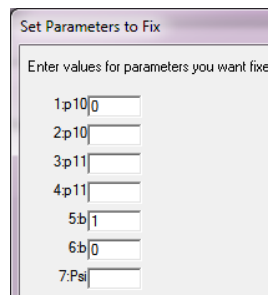 Set Parameters to Fix
Enter values for parameters you want fixe
1:p10 0
2:p10
3:p11
4:p11
5:b 1
6:b 0
7:Psi